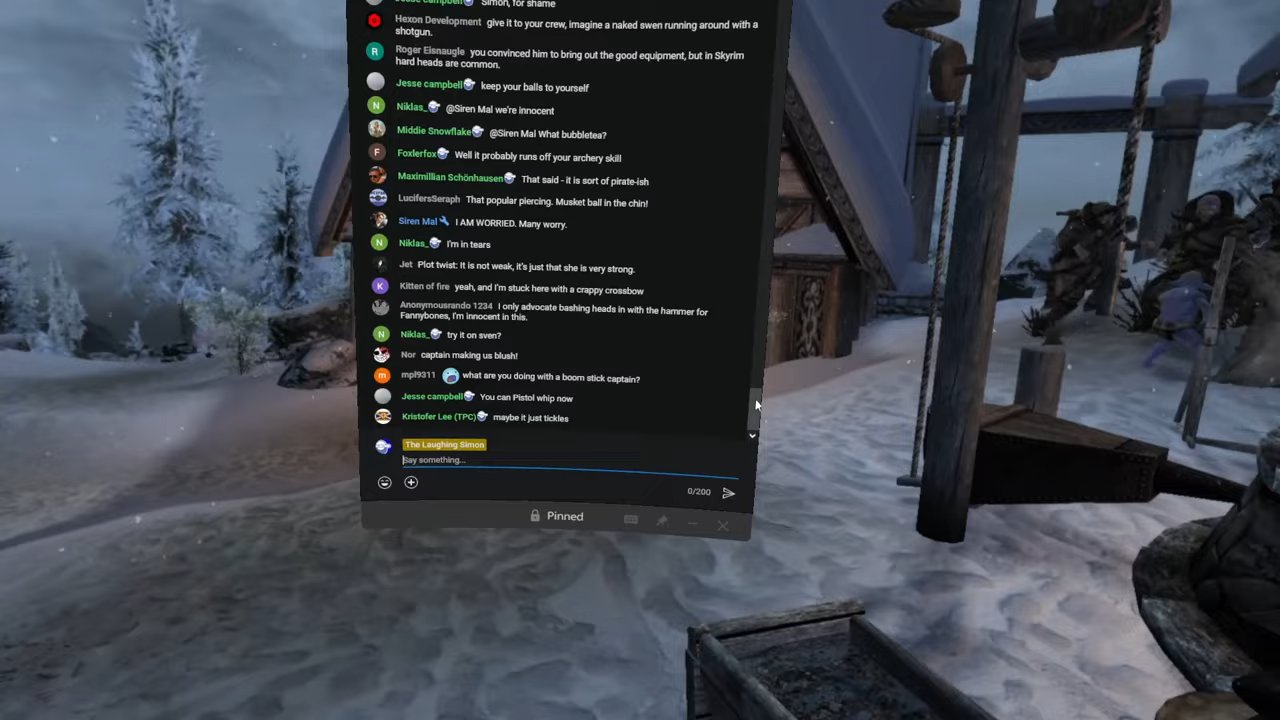 Jesse campbell Simon, for shame
Hexon Development give it to your crew, imagine a naked swen running around with a
shotgun.
R Roger Eisnaugle you convinced him to bring out the good equipment, but in Skyrim
hard heads are common.
Jesse campbell keep your balls to yourself
N Niklas_ @Siren Mal we're innocent
Middie Snowflake @Siren Mal What bubbletea?
F Foxlerfox Well it probably runs off your archery skill
Maximillian Schönhausen That said - it is sort of pirate-ish
LucifersSeraph That popular piercing. Musket ball in the chin!
Siren Mal I AM WORRIED. Many worry.
N Niklas_ I'm in tears
Jet Plot twist: It is not weak, it's just that she is very strong.
K Kitten of fire yeah, and I'm stuck here with a crappy crossbow
Anonymousrando 1234 I only advocate bashing heads in with the hammer for
Fannybones, I'm innocent in this.
N Niklas_ try it on sven?
Nor captain making us blush!
m mpl9311 what are you doing with a boom stick captain?
Jesse campbell You can Pistol whip now
Kristofer Lee (TPC) maybe it just tickles
The Laughing Simon
Say something...
0/200
Pinned